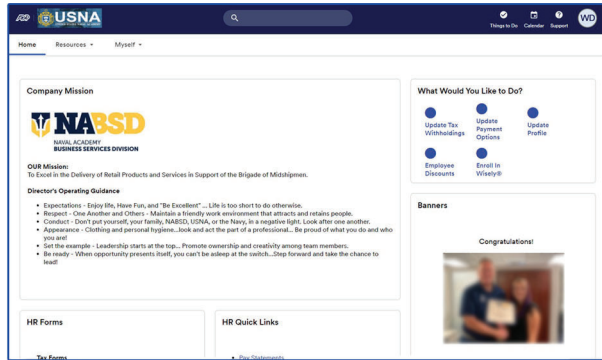 ADP
USNA
Things to Do Calendar Support WD
Home Resources Myself
Company Mission
NABSD
NAVAL ACADEMY
BUSINESS SERVICES DIVISION
OUR Mission:
To Excel in the Delivery of Retail Products and Services in Support of the Brigade of Midshipmen.
Director's Operating Guidance
• Expectations - Enjoy life, Have Fun, and "Be Excellent" ... Life is too short to do otherwise.
• Respect - One Another and Others - Maintain a friendly work environment that attracts and retains people.
• Conduct - Don't put yourself, your family, NABSD, USNA, or the Navy, in a negative light. Look after one another.
• Appearance - Clothing and personal hygiene...look and act the part of a professional... Be proud of what you do and who
you are!
• Set the example - Leadership starts at the top... Promote ownership and creativity among team members.
• Be ready - When opportunity presents itself, you can't be asleep at the switch...Step forward and take the chance to
lead!
What Would You Like to Do?
Update Tax
Withholdings
Update
Payment
Options
Update
Profile
Employee
Discounts
Enroll In
Wisely®
Banners
Congratulations!
HR Forms
Tax Forms
HR Quick Links
• Pay Statements